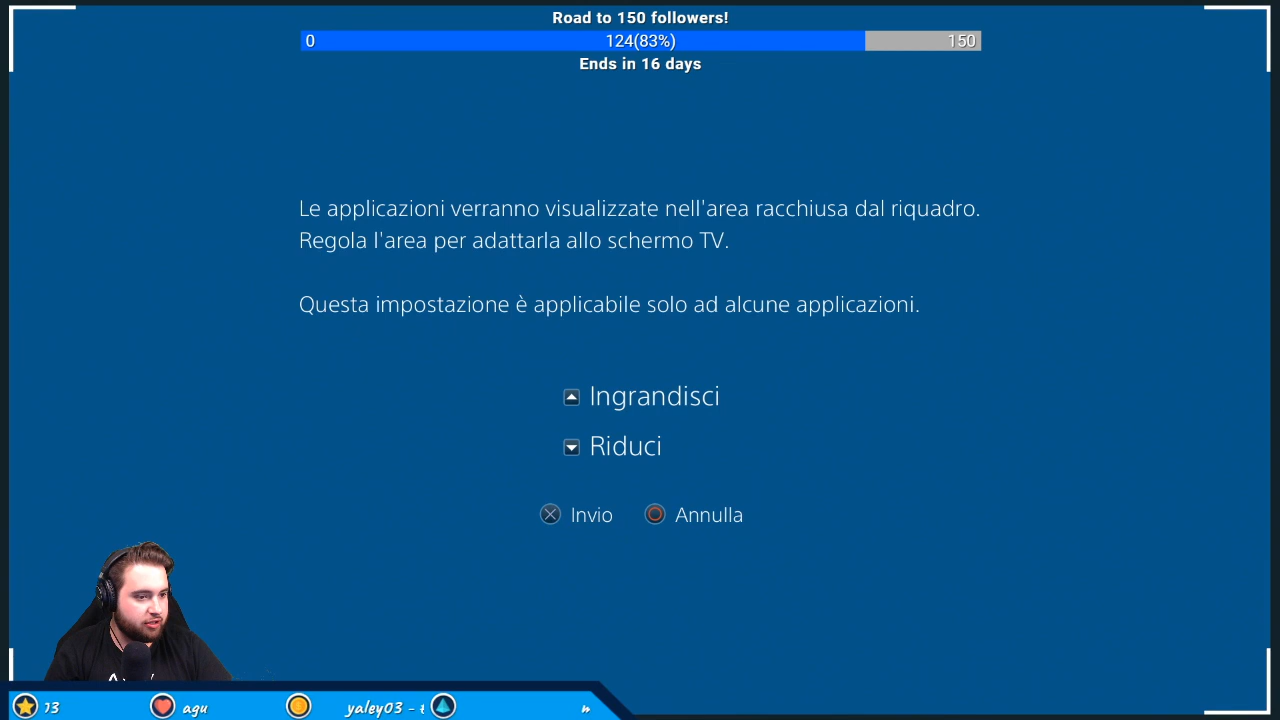 Road to 150 followers!
0 124(83%) 150
Ends in 16 days
Le applicazioni verranno visualizzate nell'area racchiusa dal riquadro.
Regola l'area per adattarla allo schermo TV.
Questa impostazione è applicabile solo ad alcune applicazioni.
Ingrandisci
Riduci
Invio Annulla
13 agu yaley03 - t n